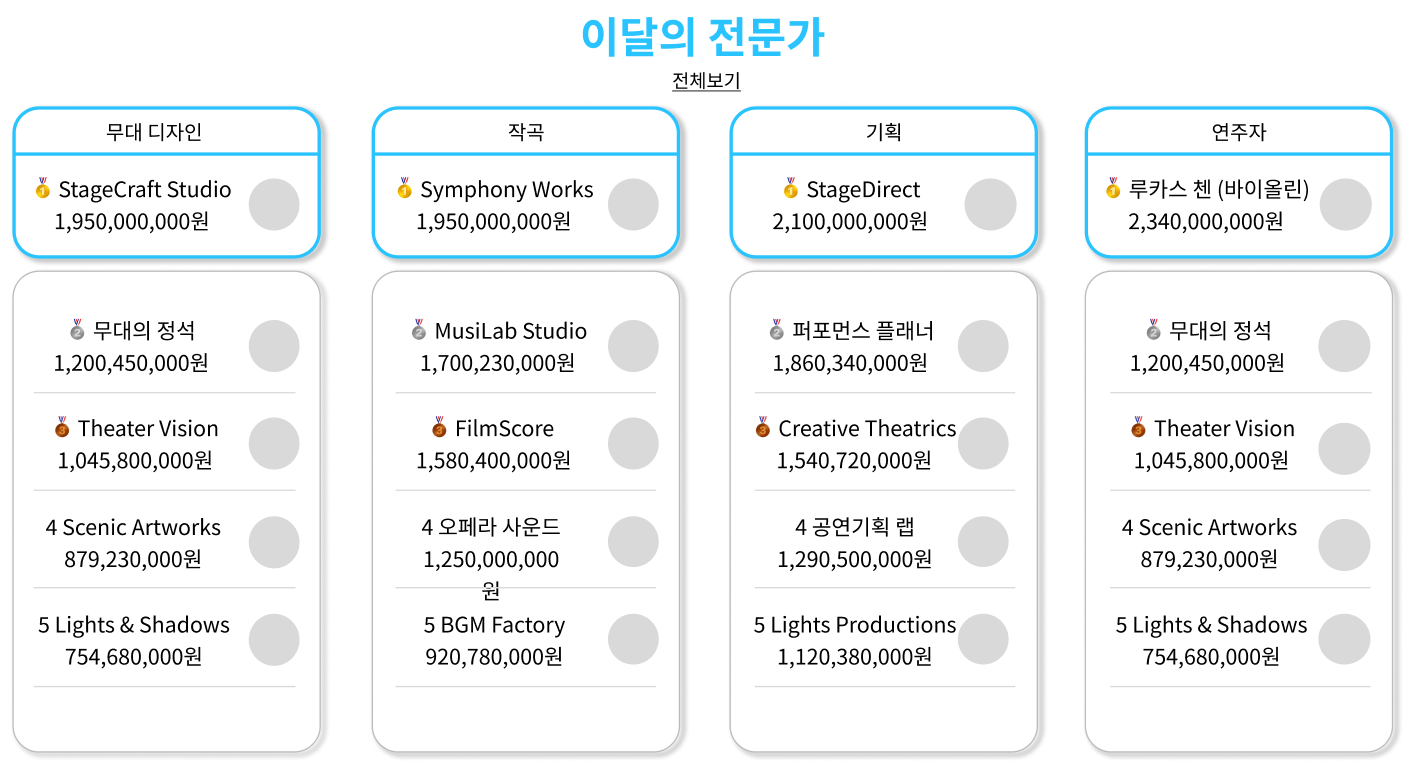 이달의 전문가
전체보기
무대 디자인
🥇 StageCraft Studio
1,950,000,000원
🥈 무대의 정석
1,200,450,000원
🥉 Theater Vision
1,045,800,000원
4 Scenic Artworks
879,230,000원
5 Lights & Shadows
754,680,000원
작곡
🥇 Symphony Works
1,950,000,000원
🥈 MusiLab Studio
1,700,230,000원
🥉 FilmScore
1,580,400,000원
4 오페라 사운드
1,250,000,000
원
5 BGM Factory
920,780,000원
기획
🥇 StageDirect
2,100,000,000원
🥈 퍼포먼스 플래너
1,860,340,000원
🥉 Creative Theatrics
1,540,720,000원
4 공연기획 랩
1,290,500,000원
5 Lights Productions
1,120,380,000원
연주자
🥇 루카스 첸 (바이올린)
2,340,000,000원
🥈 무대의 정석
1,200,450,000원
🥉 Theater Vision
1,045,800,000원
4 Scenic Artworks
879,230,000원
5 Lights & Shadows
754,680,000원